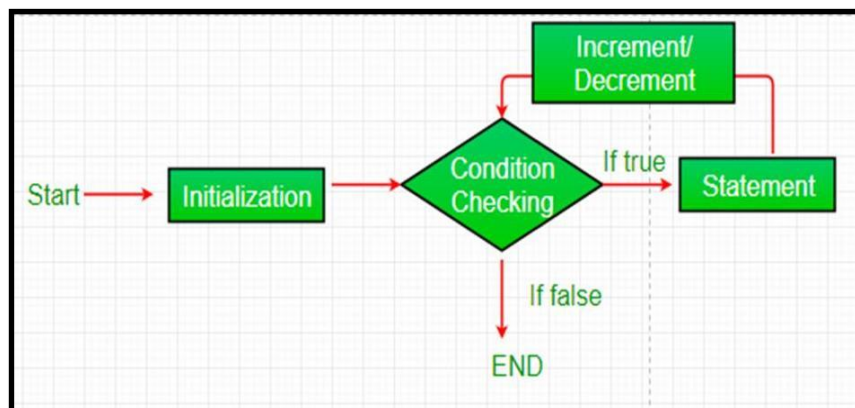 Start
Initialization
Condition
Checking
If true
Statement
Increment/
Decrement
If false
END